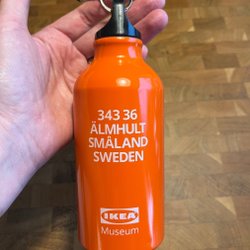 343 36
ÄLMHULT
SMÅLAND
SWEDEN
IKEA
Museum